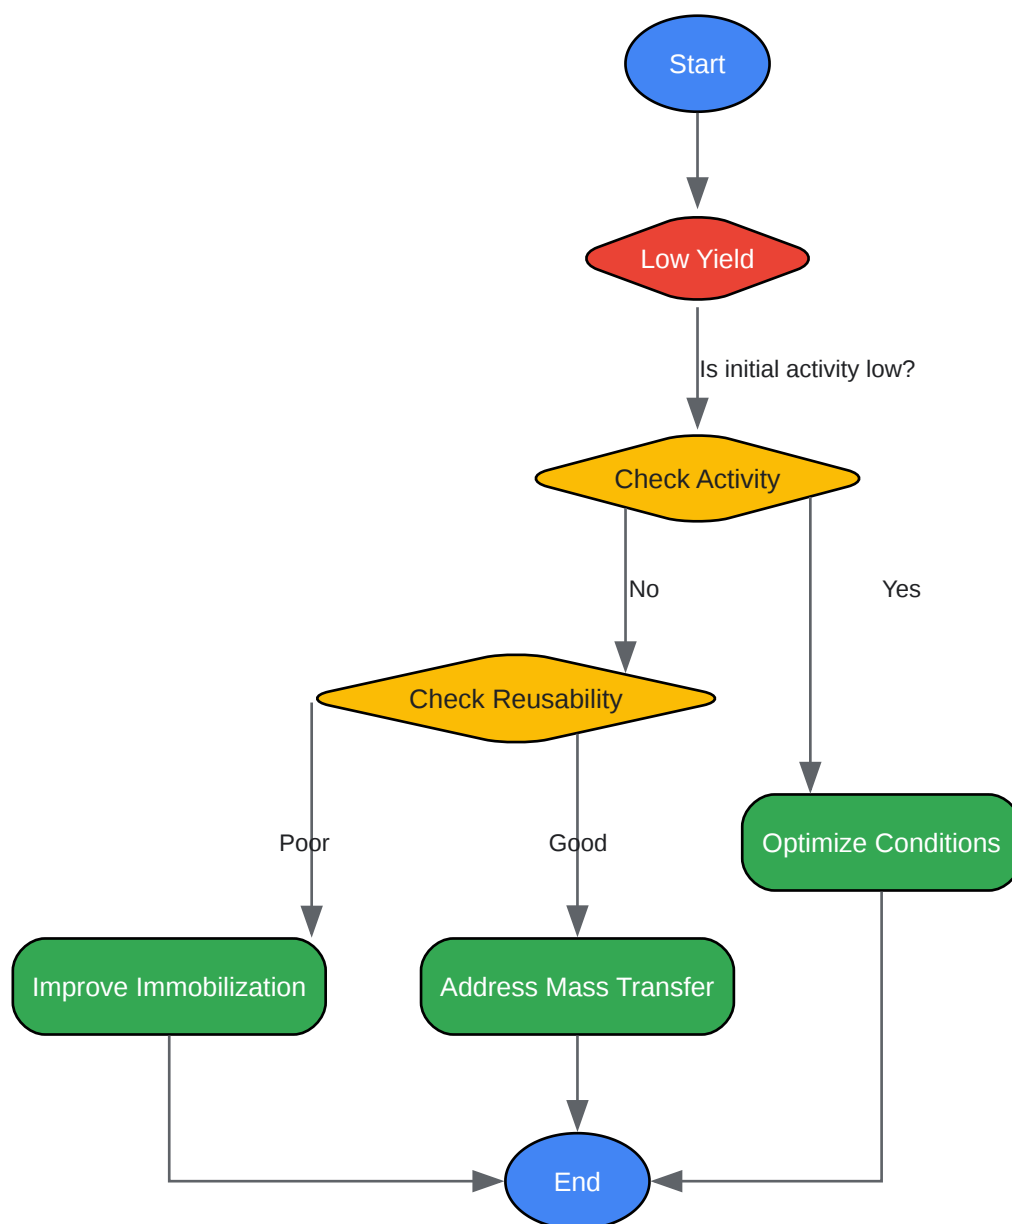 Start
Low Yield
Is initial activity low?
Check Activity
No
Yes
Check Reusability
Poor
Good
Optimize Conditions
Improve Immobilization
Address Mass Transfer
End